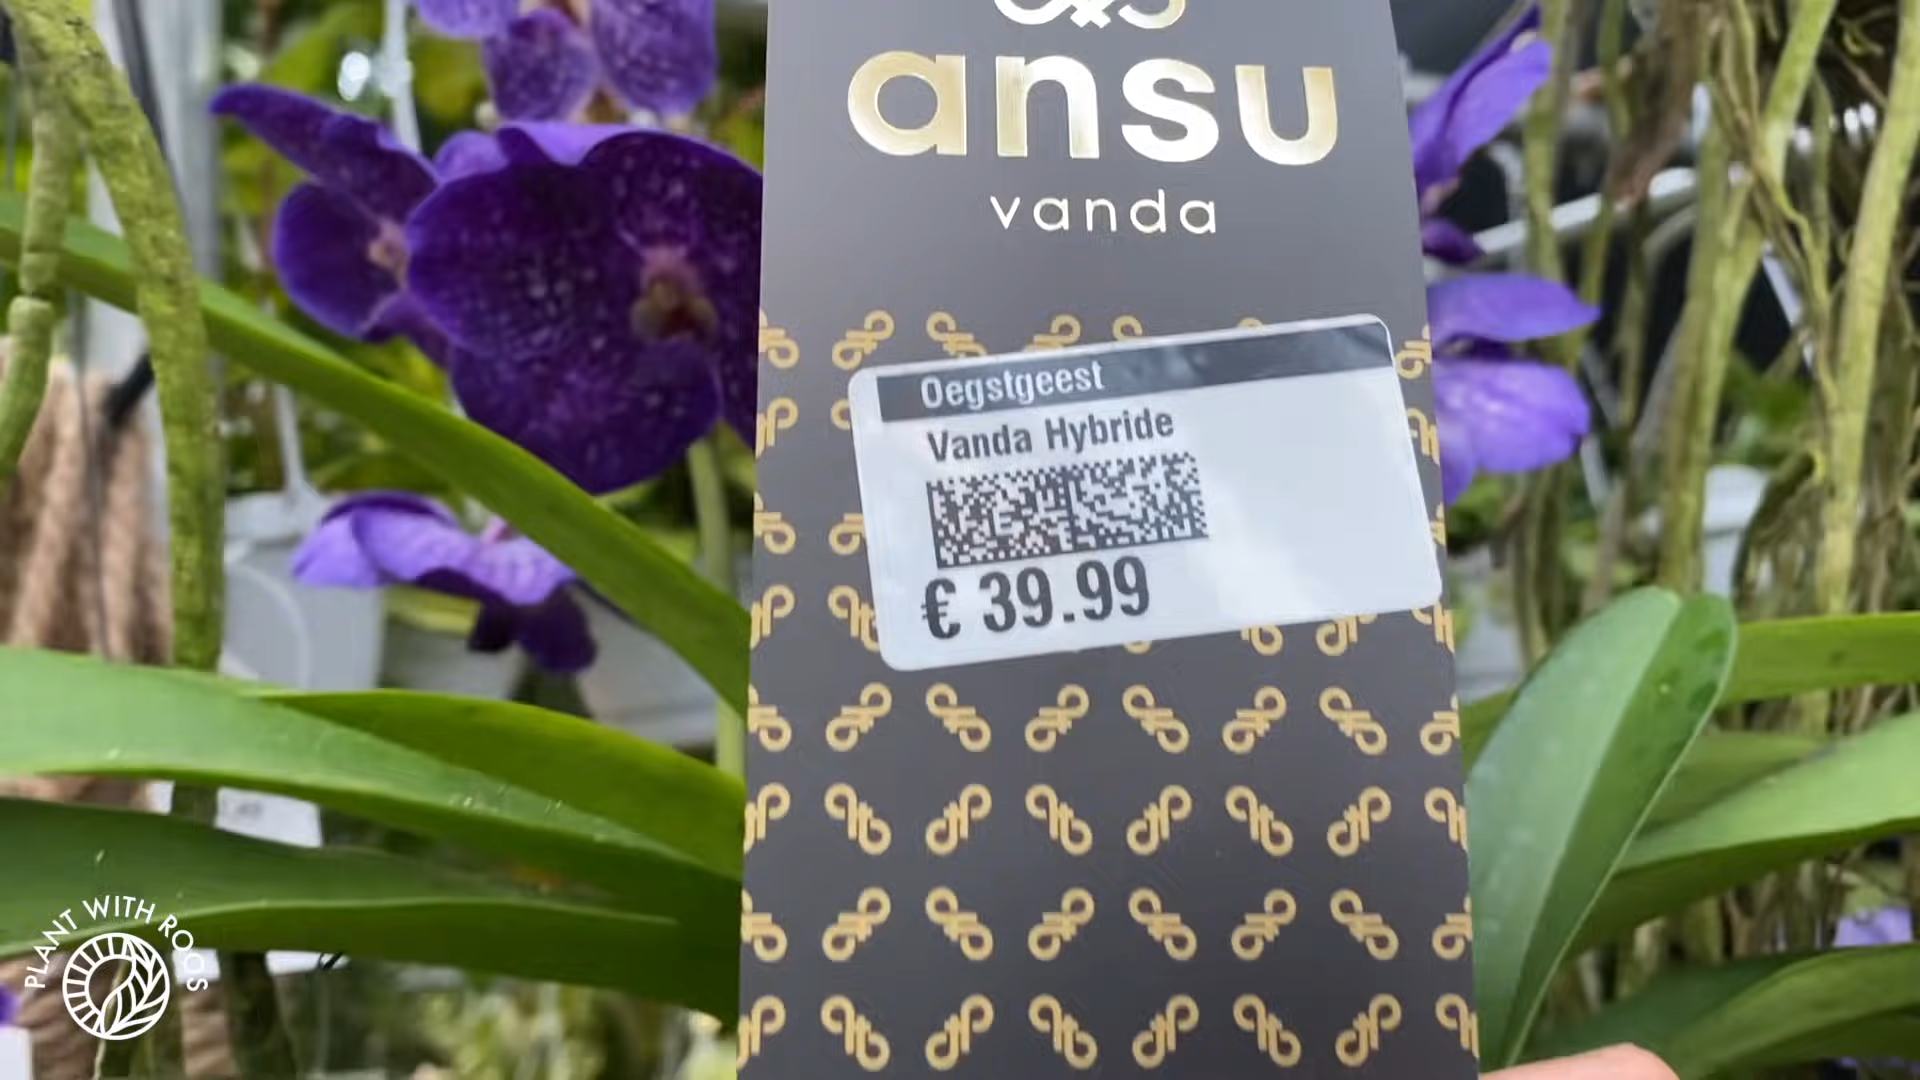 ansu
vanda
Oegstgeest
Vanda Hybride
€ 39.99
PLANT WITH ROOS